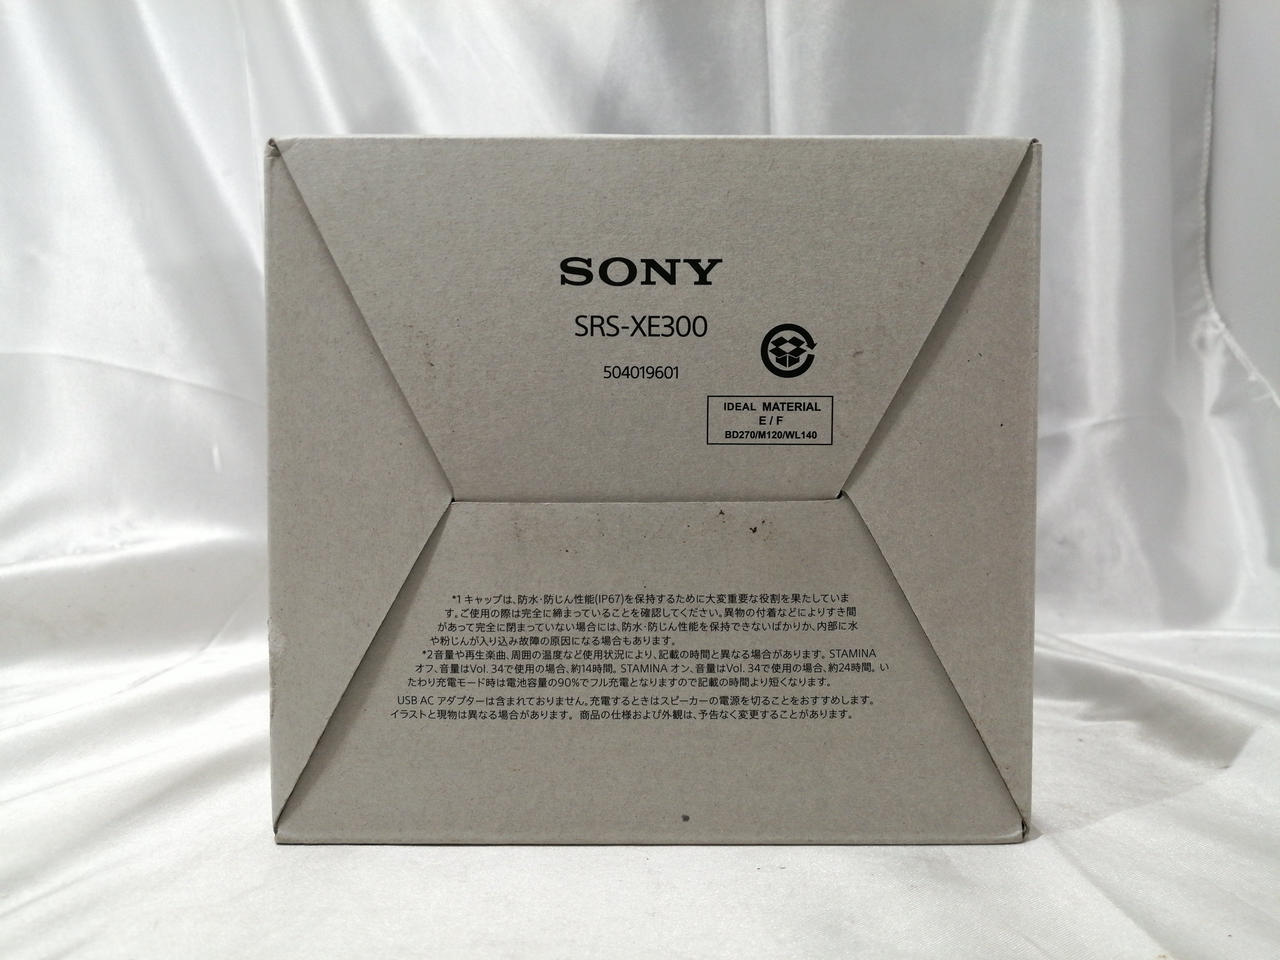 SONY
SRS-XE300
504019601
IDEAL MATERIAL
E / F
BD270/M120/WL140
*1 キャップは、防水・防じん性能(IP67)を保持するために大変重要な役割を果たしていま
す。ご使用の際は完全に締まっていることを確認してください。異物の付着などによりすき間
があって完全に閉まっていない場合には、防水・防じん性能を保持できないばかりか、内部に水
や粉じんが入り込み故障の原因になる場合もあります。
*2音量や再生楽曲、周囲の温度など使用状況により、記載の時間と異なる場合があります。STAMINA
オフ、音量はVol. 34で使用の場合、約14時間。STAMINA オン、音量はVol. 34で使用の場合、約24時間。い
たわり充電モード時は電池容量の90%でフル充電となりますので記載の時間より短くなります。
USB AC アダプターは含まれておりません。充電するときはスピーカーの電源を切ることをおすすめします。
イラストと現物は異なる場合があります。商品の仕様および外観は、予告なく変更することがあります。